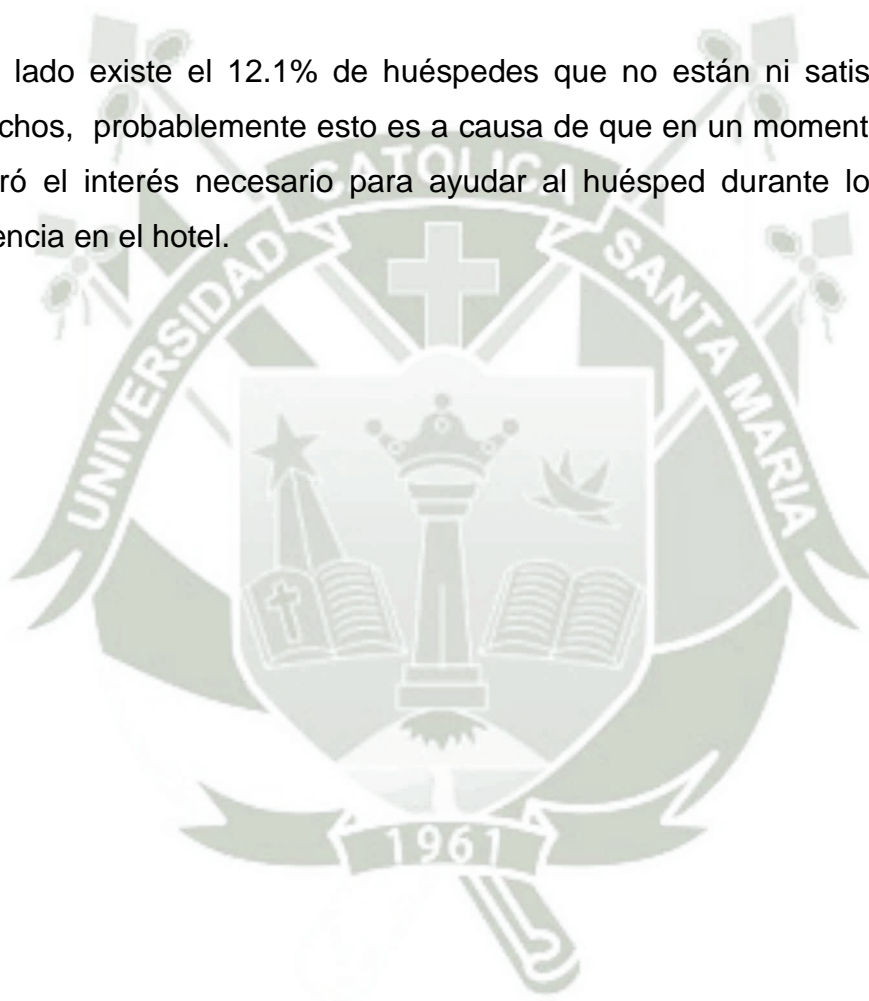 lado existe el 12.1% de huéspedes que no están ni satis
chos, probablemente esto es a causa de que en un moment
ró el interés necesario para ayudar al huésped durante lo
encia en el hotel.
UNIVERSIDAD CATOLICA SANTA MARIA
1961